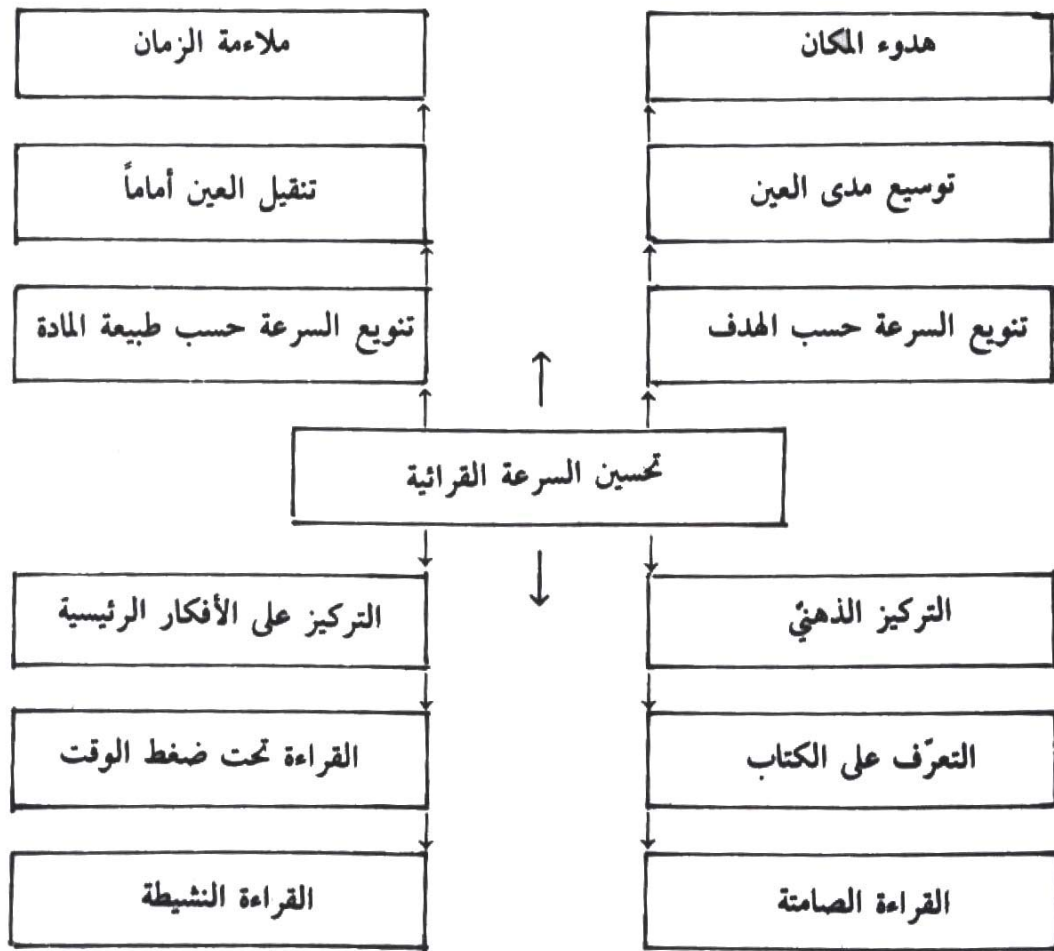 هدوء المكان
ملاءمة الزمان
توسيع مدى العين
تنقيل العين أماماً
تنويع السرعة حسب الهدف
تنويع السرعة حسب طبيعة المادة
تحسين السرعة القرائية
التركيز الذهنيّ
التركيز على الأفكار الرئيسية
التعرّف على الكتاب
القراءة تحت ضغط الوقت
القراءة الصامتة
القراءة النشيطة